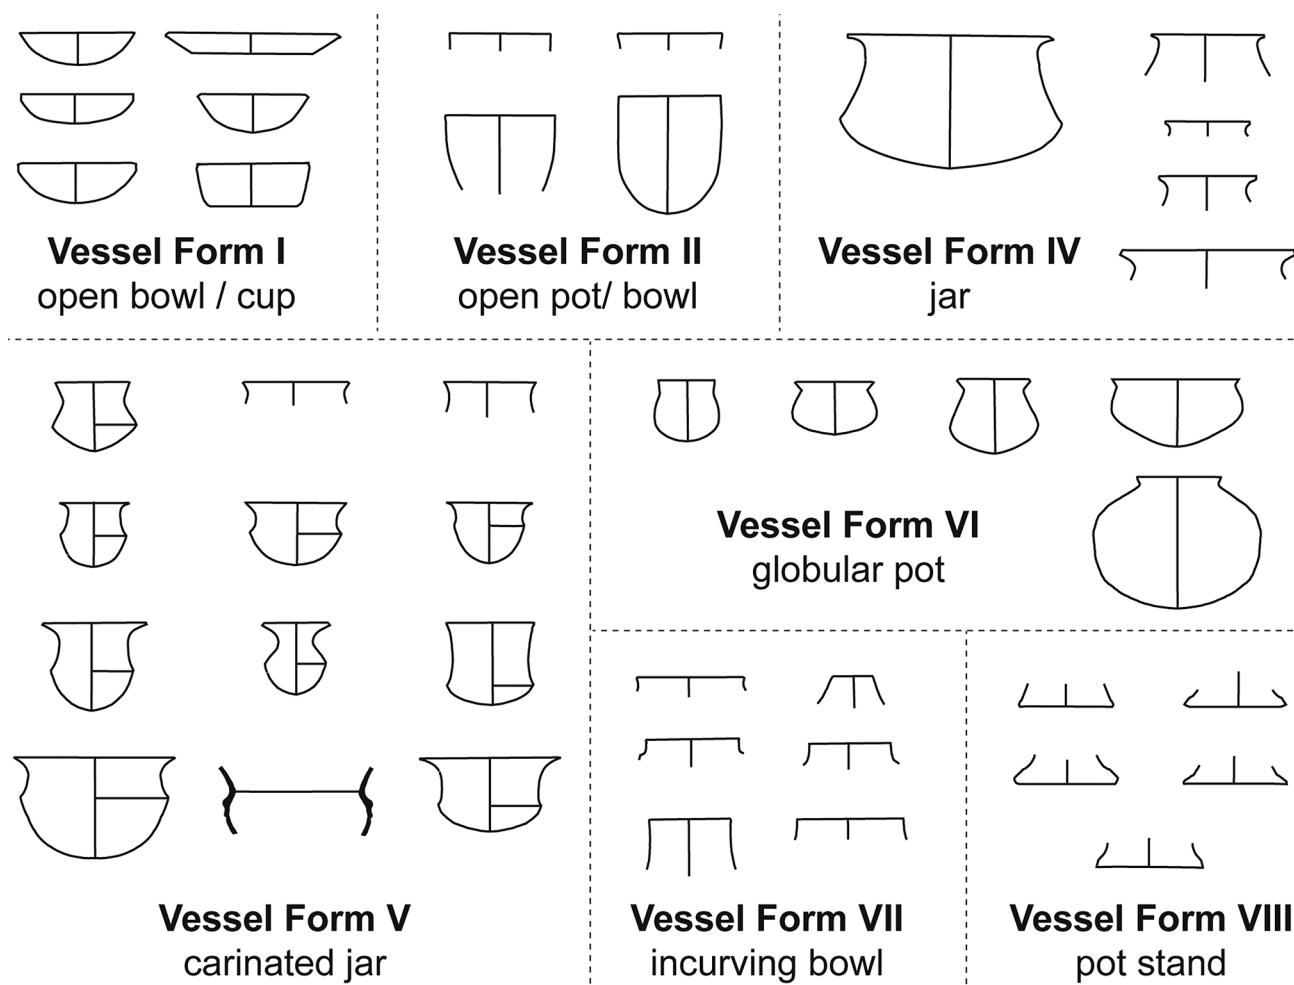 Vessel Form I
open bowl / cup
Vessel Form II
open pot/ bowl
Vessel Form IV
jar
Vessel Form V
carinated jar
Vessel Form VI
globular pot
Vessel Form VII
incurving bowl
Vessel Form VIII
pot stand